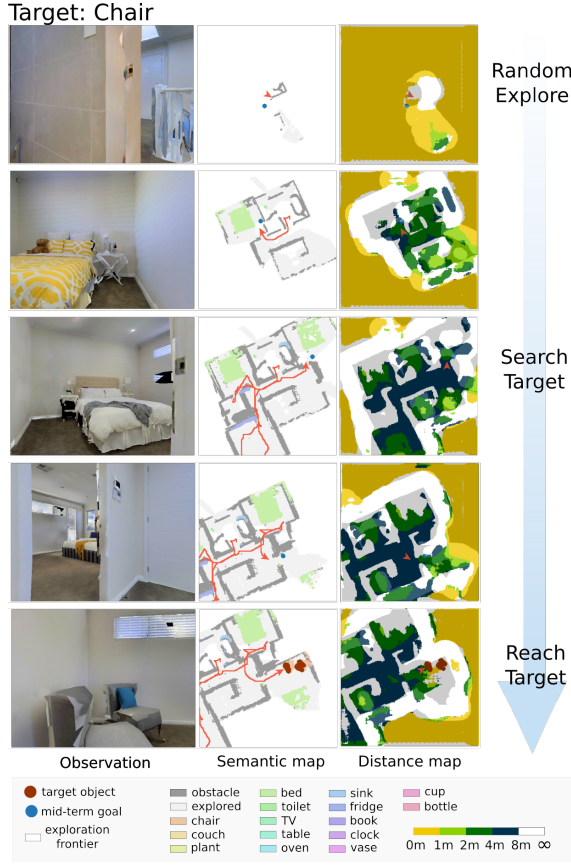 Target: Chair
Random
Explore
Search
Target
Reach
Target
Observation
Semantic map
Distance map
target object
mid-term goal
exploration
frontier
obstacle
explored
chair
couch
plant
bed
toilet
TV
table
oven
sink
fridge
book
clock
vase
cup
bottle
0m 1m 2m 4m 8m ∞